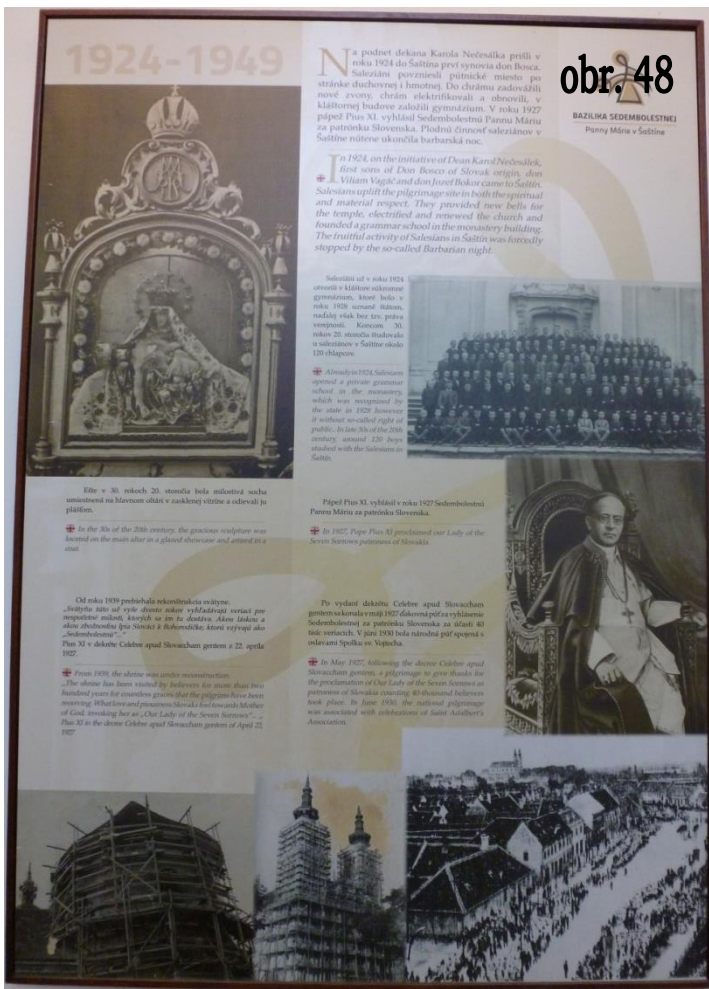 1924-1949
Na podnet dekana Karola Nečesálka prišli v
roku 1924 do Šaštína prví synovia don Bosca.
Saleziáni povzniesli pútnické miesto po
stránke duchovnej i hmotnej. Do chrámu zadovážili
nové zvony, chrám elektrifikovali a obnovili, v
kláštornej budove založili gymnázium. V roku 1927
pápež Pius XI. vyhlásil Sedembolestnú Pannu Máriu
za patrónku Slovenska. Plodnú činnosť saleziánov v
Šaštíne nútene ukončila barbarská noc.
obr. 48
BAZILIKA SEDEMBOLESTNEJ
Panny Márie v Šaštíne
In 1924, on the initiative of Dean Karol Nečesálek,
first sons of Don Bosco of Slovak origin, don
Viliam Vagáč and don Jozef Bokor came to Šaštín.
Salesians uplift the pilgrimage site in both the spiritual
and material respect. They provided new bells for
the temple, electrified and renewed the church and
founded a grammar school in the monastery building.
The fruitful activity of Salesians in Šaštín was forcedly
stopped by the so-called Barbarian night.
Saleziáni už v roku 1924
otvorili v kláštore súkromné
gymnázium, ktoré bolo v
roku 1928 uznané štátom,
naďalej však bez tzv. práva
verejnosti. Koncom 30.
rokov 20. storočia študovalo
u saleziánov v Šaštíne okolo
120 chlapcov.
Already in 1924, Salesians
opened a private grammar
school in the monastery,
which was recognized by
the state in 1928 however
it without so-called right of
public. In late 30s of the 20th
century, around 120 boys
studied with the Salesians in
Šaštín.
Ešte v 30. rokoch 20. storočia bola milostivá socha
umiestnená na hlavnom oltári v zasklenej vitríne a odievali ju
plášťom.
In the 30s of the 20th century, the gracious sculpture was
located on the main altar in a glazed showcase and attired in a
coat.
Pápež Pius XI. vyhlásil v roku 1927 Sedembolestnú
Pannu Máriu za patrónku Slovenska.
In 1927, Pope Pius XI proclaimed our Lady of the
Seven Sorrows patroness of Slovakia.
Od roku 1939 prebiehala rekonštrukcia svätyne.
„Svätyňu túto už vyše dvesto rokov vyhľadávajú veriaci pre
nespočetné milosti, ktorých sa im tu dostáva. Akou láskou a
akou zbožnosťou lipia Slováci k Bohorodičke, ktorú vzývajú ako
„Sedembolestnú“...“
Pius XI v dekréte Celebre apud Slovaccham gentem z 22. apríla
1927.
From 1939, the shrine was under reconstruction.
„The shrine has been visited by believers for more than two
hundred years for countless graces that the pilgrims have been
receiving. What love and piousness Slovaks feel towards Mother
of God, invoking her as „Our Lady of the Seven Sorrows“...
Pius XI in the decree Celebre apud Slovaccham gentem of April 22,
1927
Po vydaní dekrétu Celebre apud Slovaccham
gentem sa konala v máji 1927 ďakovná púť za vyhlásenie
Sedembolestnej za patrónku Slovenska za účasti 40
tisíc veriacich. V júni 1930 bola národná púť spojená s
oslavami Spolku sv. Vojtecha.
In May 1927, following the decree Celebre apud
Slovaccham gentem, a pilgrimage to give thanks for
the proclamation of Our Lady of the Seven Sorrows as
patroness of Slovakia counting 40 thousand believers
took place. In June 1930, the national pilgrimage
was associated with celebrations of Saint Adalbert's
Association.